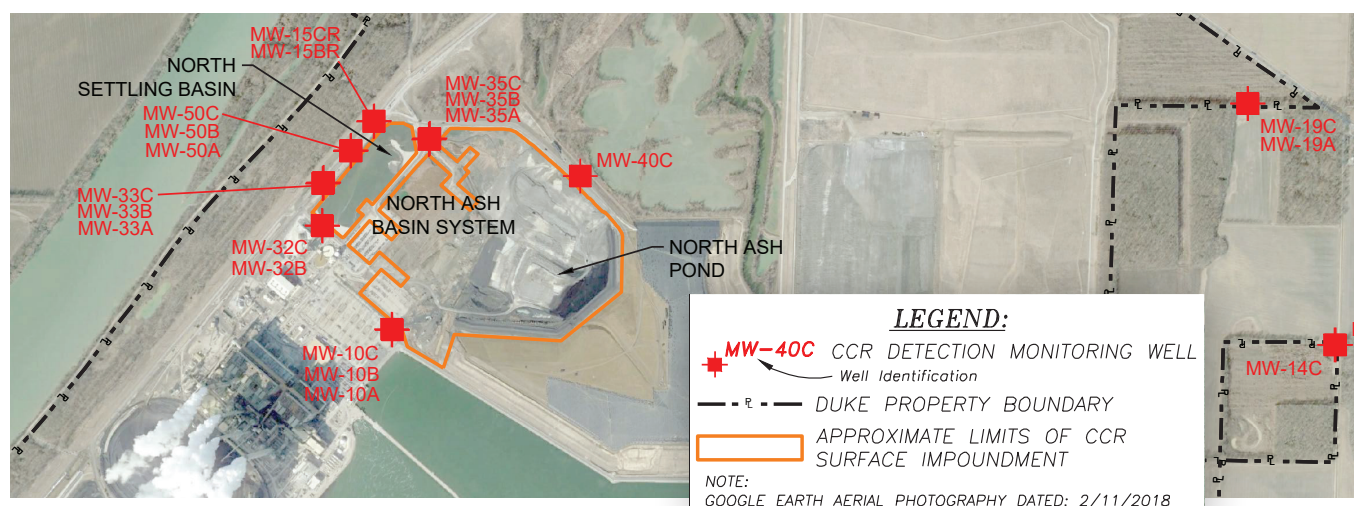 MW-15CR
MW-15BR
NORTH
SETTLING BASIN
MW-50C
MW-50B
MW-50A
MW-35C
MW-35B
MW-35A
MW-40C
MW-19C
MW-19A
MW-33C
MW-33B
MW-33A
NORTH ASH
BASIN SYSTEM
MW-32C
MW-32B
NORTH ASH
POND
MW-10C
MW-10B
MW-10A
MW-14C
LEGEND:
MW-40C CCR DETECTION MONITORING WELL
Well Identification
DUKE PROPERTY BOUNDARY
APPROXIMATE LIMITS OF CCR
SURFACE IMPOUNDMENT
NOTE:
GOOGLE EARTH AERIAL PHOTOGRAPHY DATED: 2/11/2018